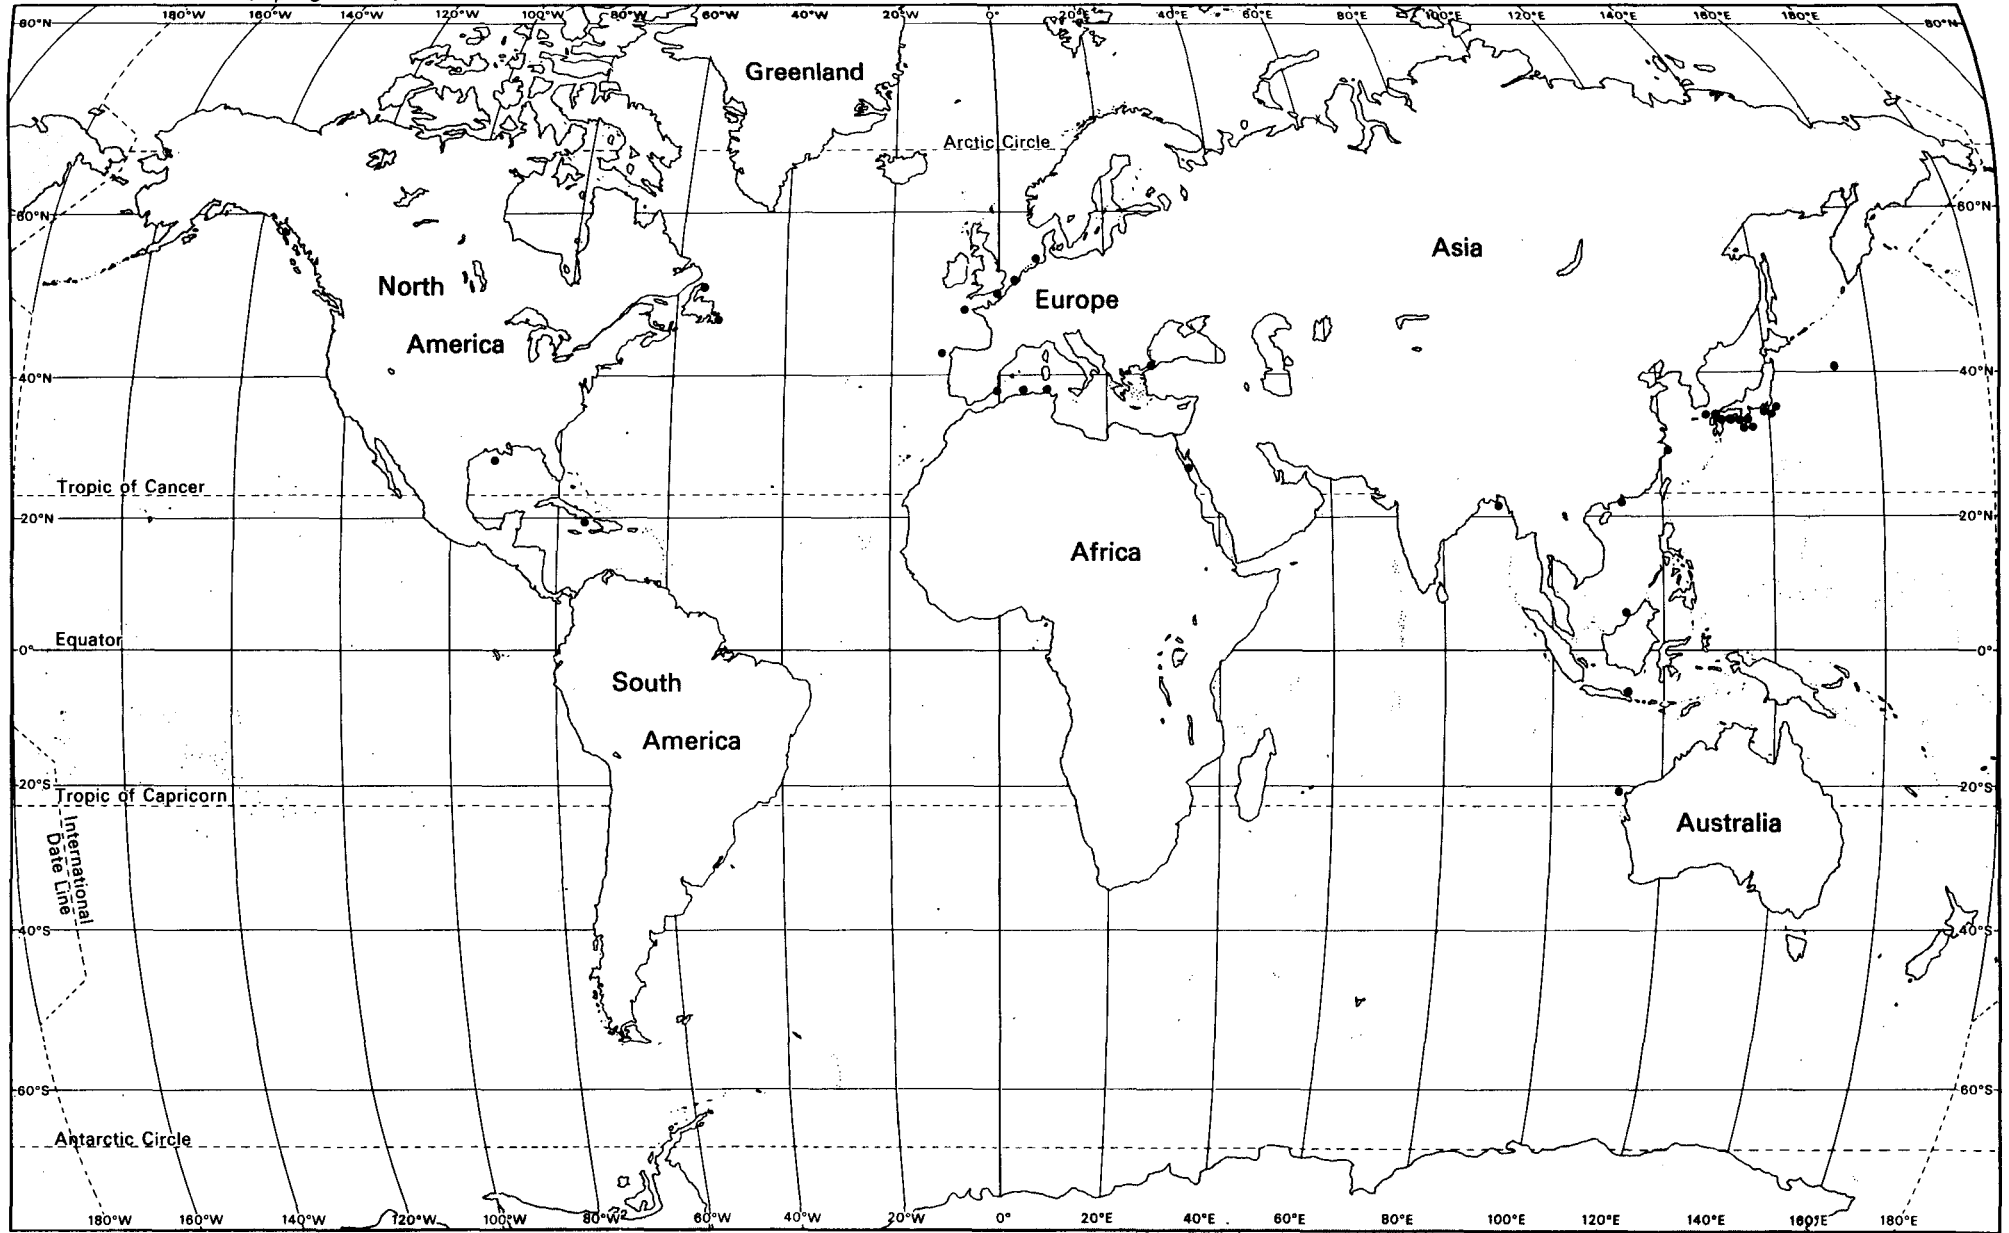 180°W 160°W 140°W 120°W 100°W 80°W 60°W 40°W 20°W 0° 20°E 40°E 60°E 80°E 100°E 120°E 140°E 160°E 180°E
80°N 80°N
Greenland
Arctic Circle
60°N 60°N
Asia
North
Europe
America
40°N 40°N
Tropic of Cancer
20°N 20°N
Africa
Equator
0° 0°
South
America
20°S 20°S
Tropic of Capricorn
Australia
International
Date Line
40°S 40°S
60°S 60°S
Antarctic Circle
180°W 160°W 140°W 120°W 100°W 80°W 60°W 40°W 20°W 0° 20°E 40°E 60°E 80°E 100°E 120°E 140°E 160°E 180°E